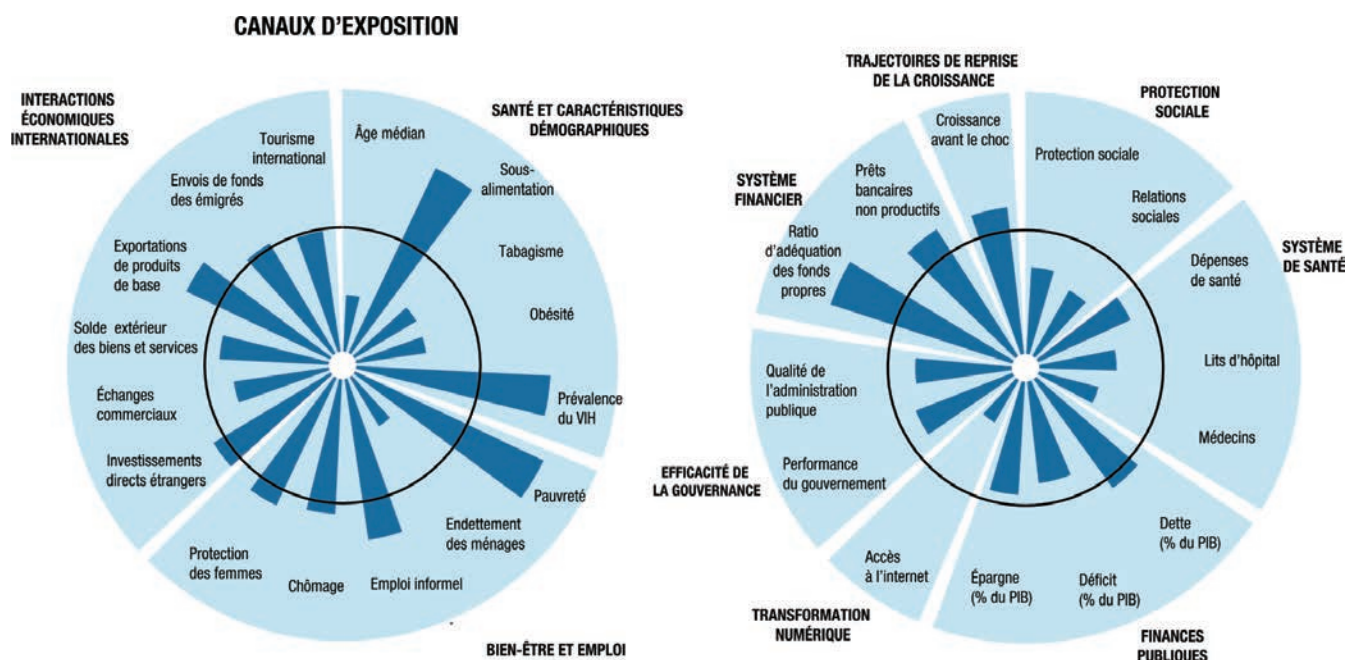 CANAUX D’EXPOSITION
INTERACTIONS
ÉCONOMIQUES
INTERNATIONALES
SANTÉ ET CARACTÉRISTIQUES
DÉMOGRAPHIQUES
Tourisme
international
Âge médian
Sous-
alimentation
Envois de fonds
des émigrés
Tabagisme
Exportations
de produits
de base
Obésité
Solde extérieur
des biens et services
Prévalence
du VIH
Échanges
commerciaux
Investissements
directs étrangers
Pauvreté
Endettement
des ménages
Protection
des femmes
Chômage
Emploi informel
BIEN-ÊTRE ET EMPLOI
TRAJECTOIRES DE REPRISE
DE LA CROISSANCE
PROTECTION
SOCIALE
Croissance
avant le choc
Protection sociale
SYSTÈME
FINANCIER
Prêts
bancaires
non productifs
Relations
sociales
Ratio
d’adéquation
des fonds
propres
SYSTÈME
DE SANTÉ
Dépenses
de santé
Lits d’hôpital
Qualité de
l’administration
publique
Médecins
Performance
du gouvernement
EFFICACITÉ DE
LA GOUVERNANCE
Dette
(% du PIB)
Accès
à l’internet
Épargne
(% du PIB)
Déficit
(% du PIB)
TRANSFORMATION
NUMÉRIQUE
FINANCES
PUBLIQUES